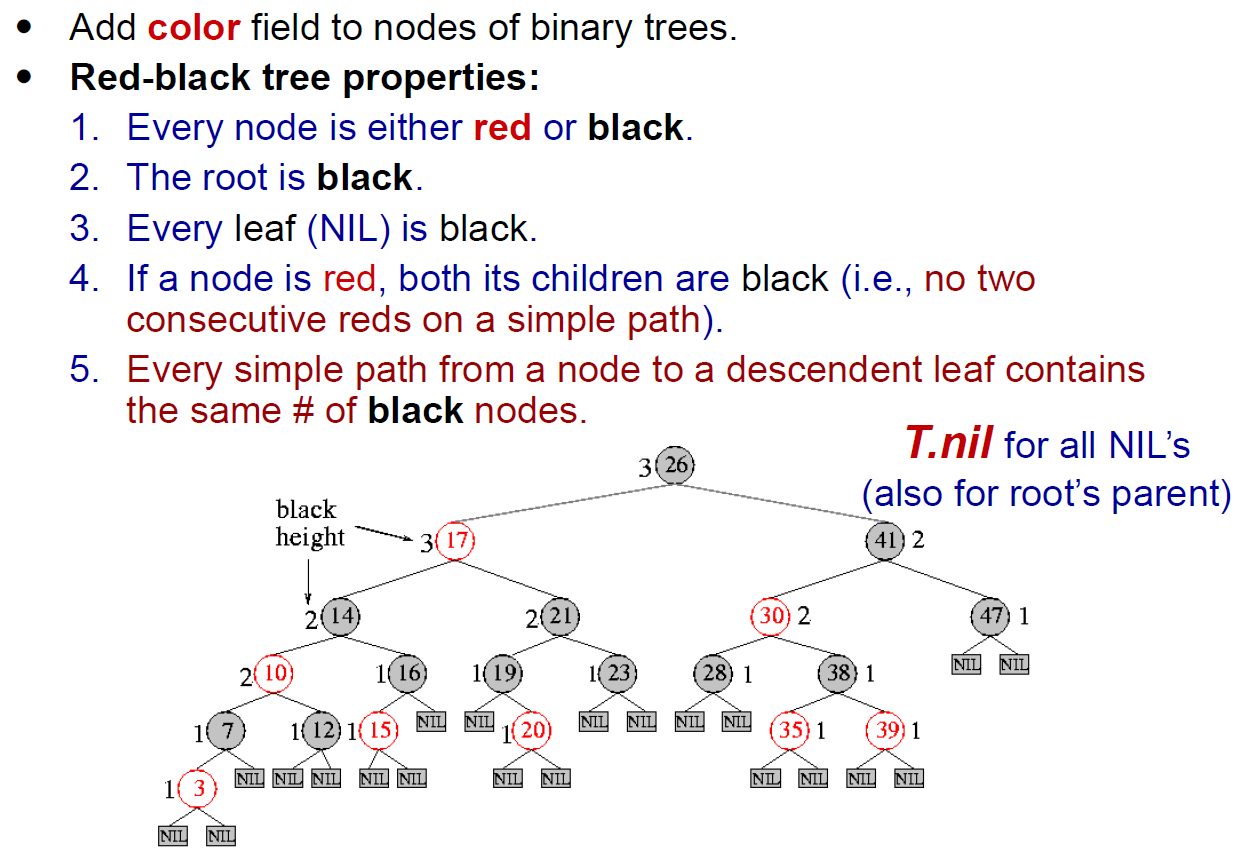 • Add color field to nodes of binary trees.
• Red-black tree properties:
1. Every node is either red or black.
2. The root is black.
3. Every leaf (NIL) is black.
4. If a node is red, both its children are black (i.e., no two
consecutive reds on a simple path).
5. Every simple path from a node to a descendent leaf contains
the same # of black nodes.
T.nil for all NIL's
(also for root's parent)
3 26
black
height
3 17 41 2
2 14 2 21 30 2 47 1
2 10 1 16 1 19 1 23 28 1 38 1 NIL NIL
1 7 1 12 1 15 NIL NIL 1 20 NIL NIL NIL NIL 35 1 39 1
1 3 NIL NIL NIL NIL NIL NIL NIL NIL NIL NIL NIL
NIL NIL